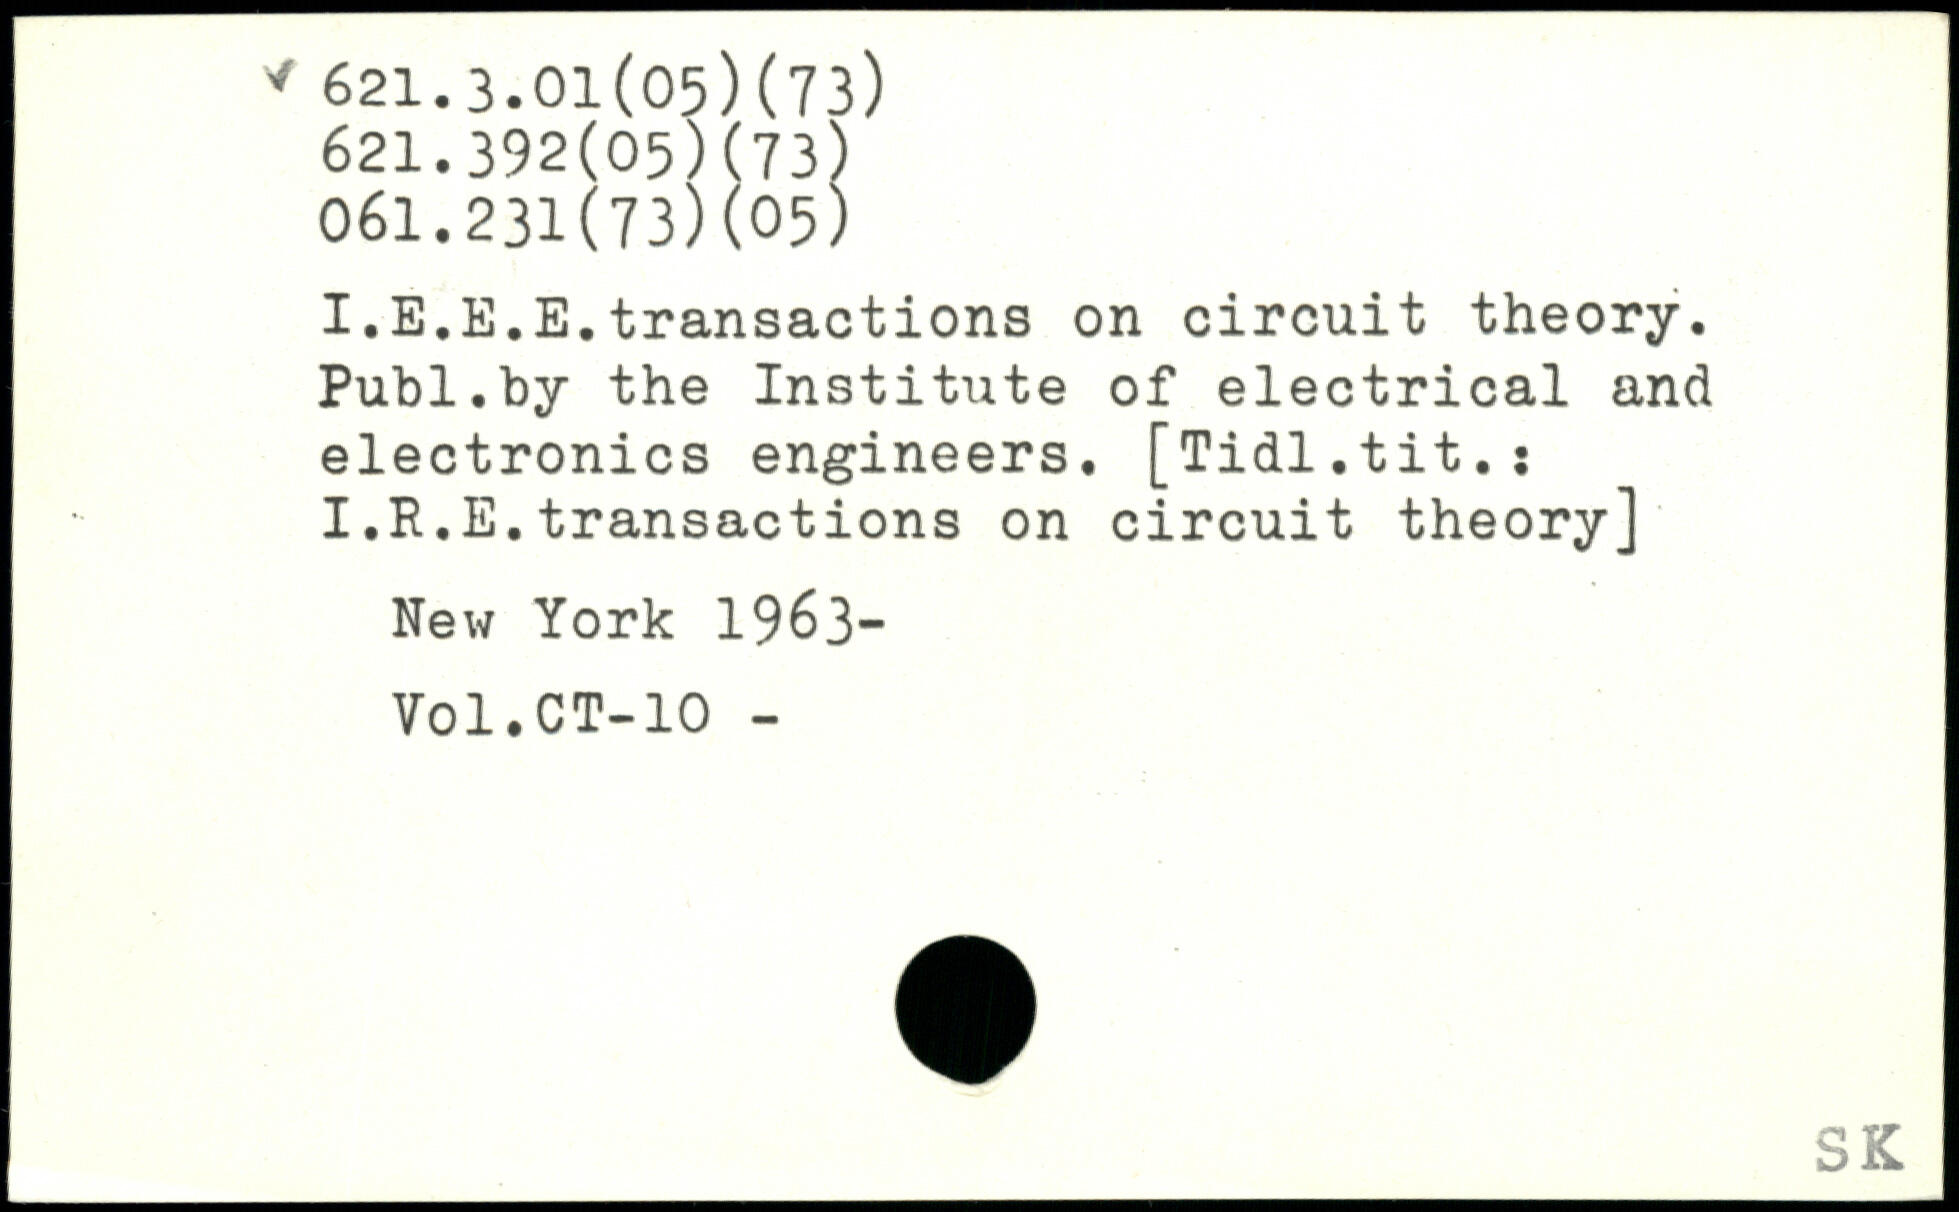 ✓ 621.3.01(05)(73)
621.392(05)(73)
061.231(73)(05)
I.E.E.E.transactions on circuit theory.
Publ.by the Institute of electrical and
electronics engineers. [Tidl.tit.:
I.R.E.transactions on circuit theory]
New York 1963-
Vol.CT-10 -
SK